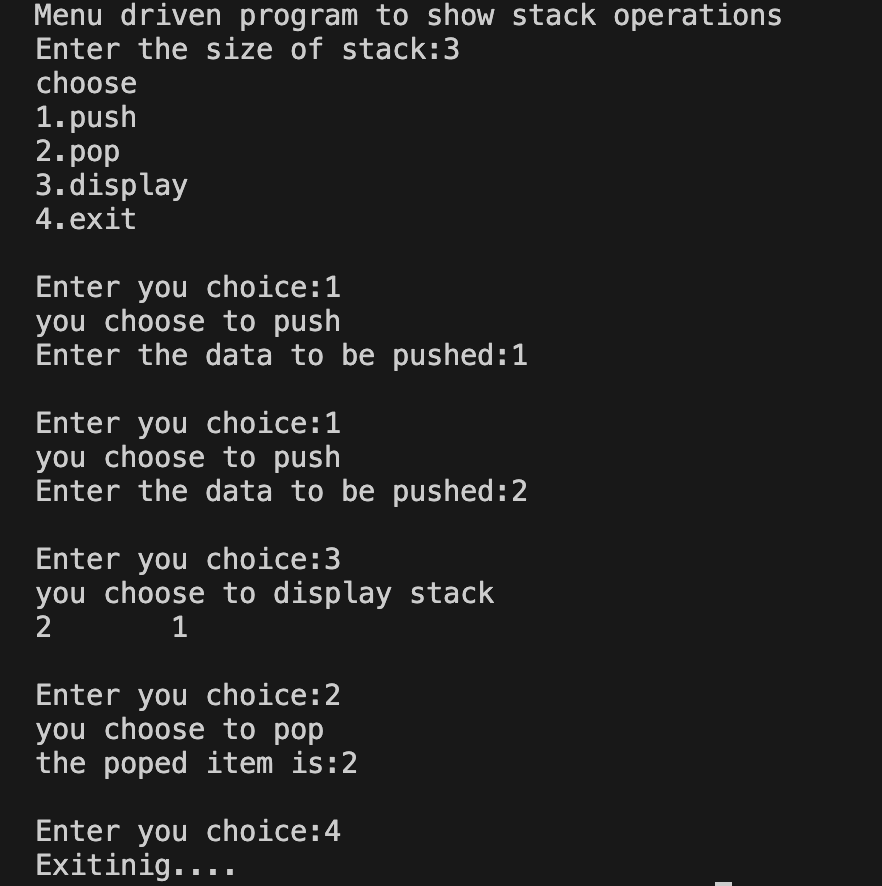 Menu driven program to show stack operations
Enter the size of stack:3
choose
1.push
2.pop
3.display
4.exit
Enter you choice:1
you choose to push
Enter the data to be pushed:1
Enter you choice:1
you choose to push
Enter the data to be pushed:2
Enter you choice:3
you choose to display stack
2	1
Enter you choice:2
you choose to pop
the poped item is:2
Enter you choice:4
Exitinig....